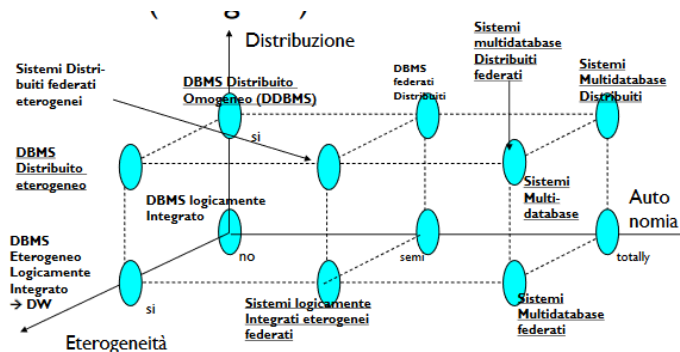 Distribuzione
Sistemi Distri-
buiti federati
eterogenei
DBMS Distribuito
Omogeneo (DDBMS)
DBMS
federati
Distribuiti
Sistemi
multidatabase
Distribuiti
federati
Sistemi
Multidatabase
Distribuiti
si
DBMS
Distribuito
eterogeneo
DBMS logicamente
Integrato
Sistemi
Multi-
database
Auto
nomia
DBMS
Eterogeneo
Logicamente
Integrato
→ DW
no
semi
totally
si
Sistemi logicamente
Integrati eterogenei
federati
Sistemi
Multidatabase
federati
Eterogeneità